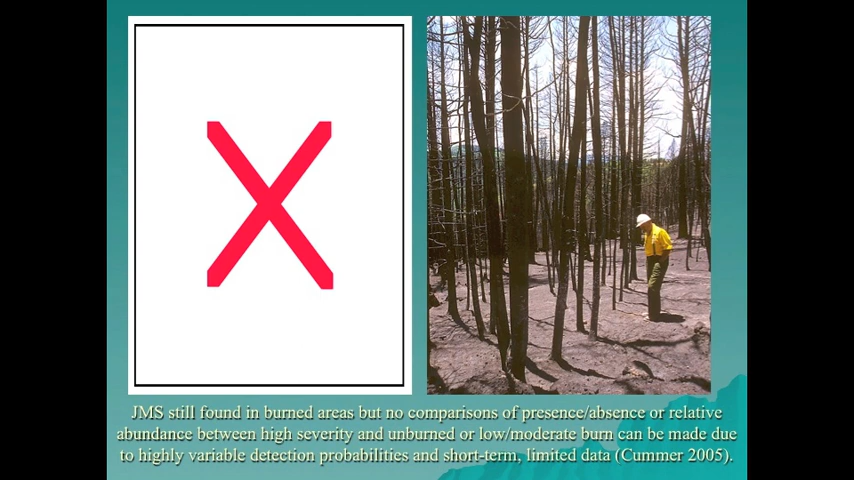 JMS still found in burned areas but no comparisons of presence/absence or relative
abundance between high severity and unburned or low/moderate burn can be made due
to highly variable detection probabilities and short-term, limited data (Cummer 2005).